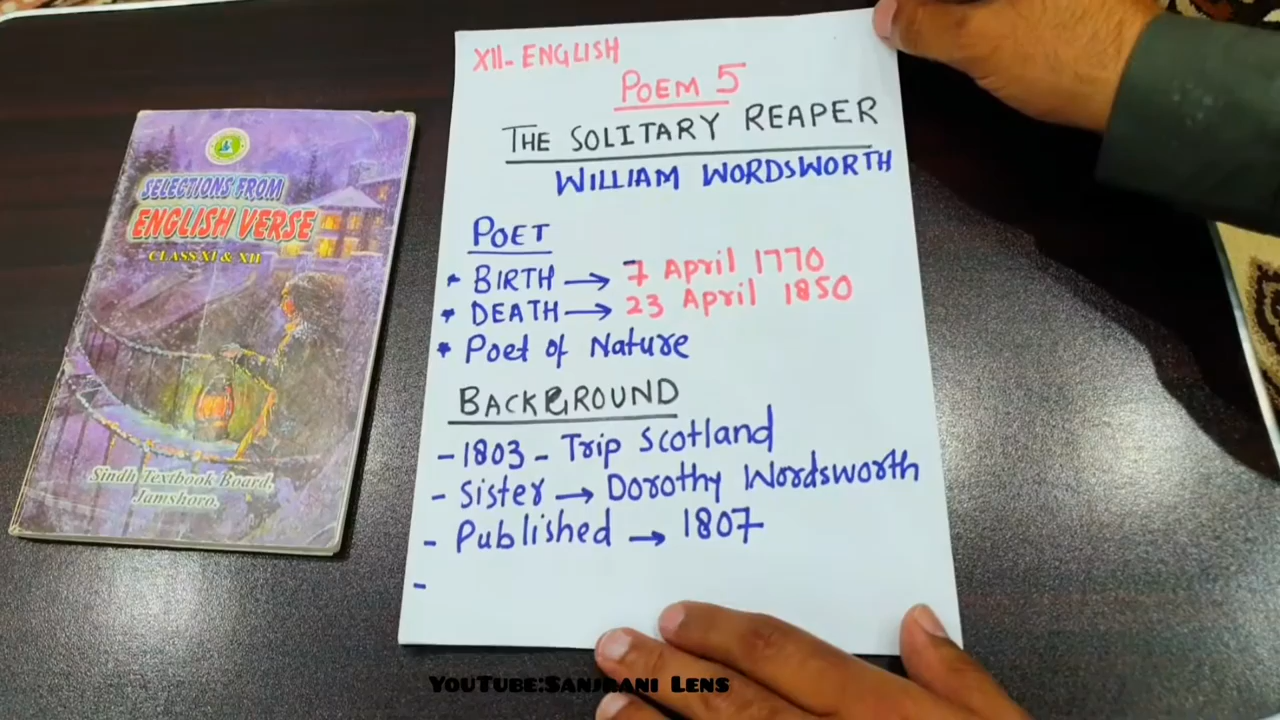 SELECTIONS FROM
ENGLISH VERSE
CLASS XI & XII
Sindh Textbook Board,
Jamshoro.
XII- ENGLISH
POEM 5
THE SOLITARY REAPER
WILLIAM WORDSWORTH
POET
* BIRTH → 7 April 1770
* DEATH → 23 April 1850
* Poet of Nature
BACKGROUND
- 1803 - Trip Scotland
- Sister → Dorothy Wordsworth
- Published → 1807
-
YouTube:Sanjrani Lens